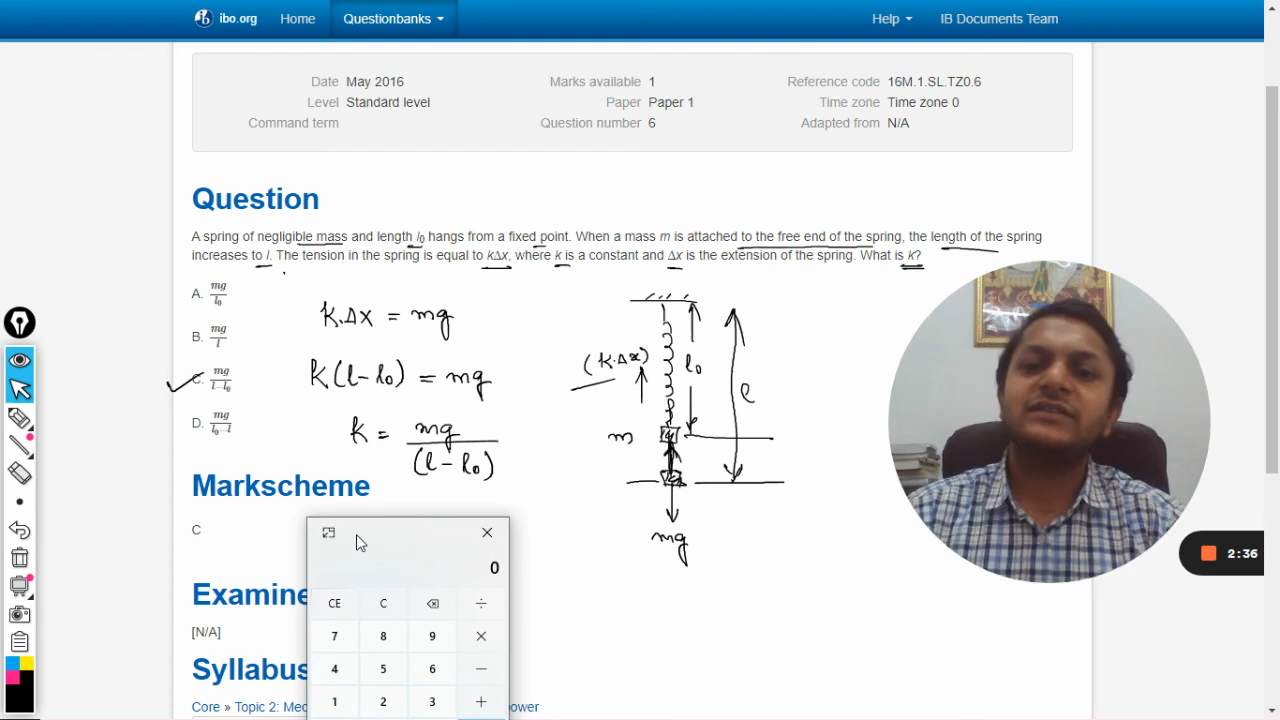 ibo.org Home Questionbanks Help IB Documents Team
Date May 2016 Marks available 1 Reference code 16M.1.SL.TZ0.6
Level Standard level Paper Paper 1 Time zone Time zone 0
Command term Question number 6 Adapted from N/A
Question
A spring of negligible mass and length l₀ hangs from a fixed point. When a mass m is attached to the free end of the spring, the length of the spring
increases to l. The tension in the spring is equal to kΔx, where k is a constant and Δx is the extension of the spring. What is k?
A. mg/l₀
B. mg/l
C. mg/(l−l₀)
D. mg/(l₀−l)
K.Δx = mg
K(l−l₀) = mg
K = mg/(l−l₀)
(K.Δx)
l₀
l
m
mg
Markscheme
C
Examine
[N/A]
Syllabus
Core » Topic 2: Mec
ower
0
CE C ÷
7 8 9 ×
4 5 6 −
1 2 3 +
2:36